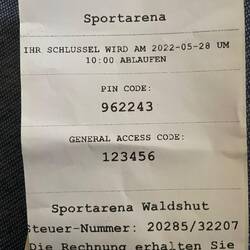 Sportarena
IHR SCHLUSSEL WIRD AM 2022-05-28 UM
10:00 ABLAUFEN
PIN CODE:
962243
GENERAL ACCESS CODE:
123456
Sportarena Waldshut
Steuer-Nummer: 20285/32207
Die Rechnung erhalten Sie